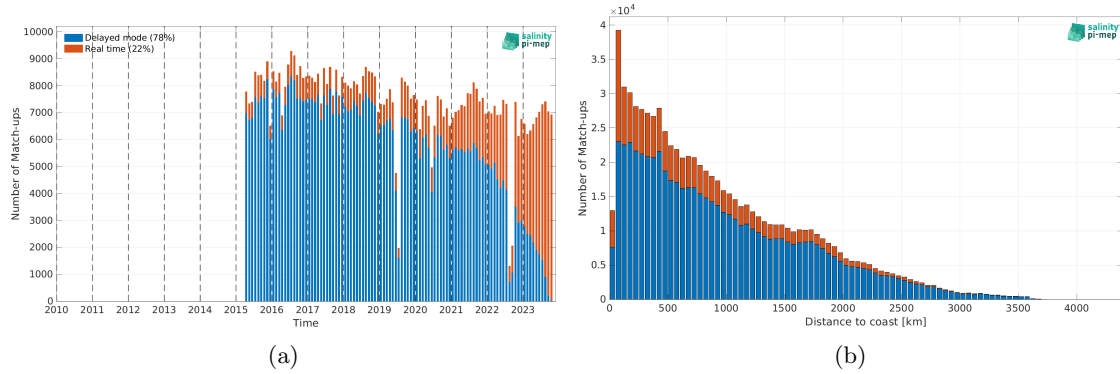 Delayed mode (78%)
Real time (22%)
salinity
pi-mep
Number of Match-ups
10000
9000
8000
7000
6000
5000
4000
3000
2000
1000
0
2010 2011 2012 2013 2014 2015 2016 2017 2018 2019 2020 2021 2022 2023
Time
(a)
×10⁴
salinity
pi-mep
Number of Match-ups
4
3.5
3
2.5
2
1.5
1
0.5
0
0 500 1000 1500 2000 2500 3000 3500 4000
Distance to coast [km]
(b)